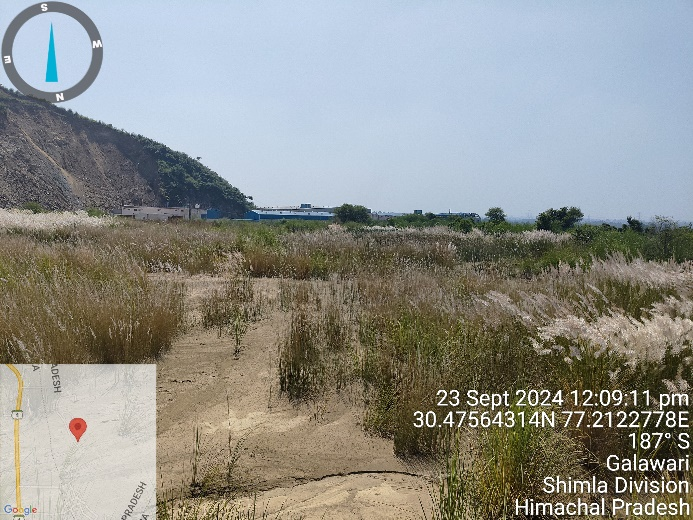 S
W
E
N
23 Sept 2024 12:09:11 pm
30.47564314N 77.2122778E
187° S
Galawari
Shimla Division
Himachal Pradesh
PRADESH
YA
PRADESH
Google